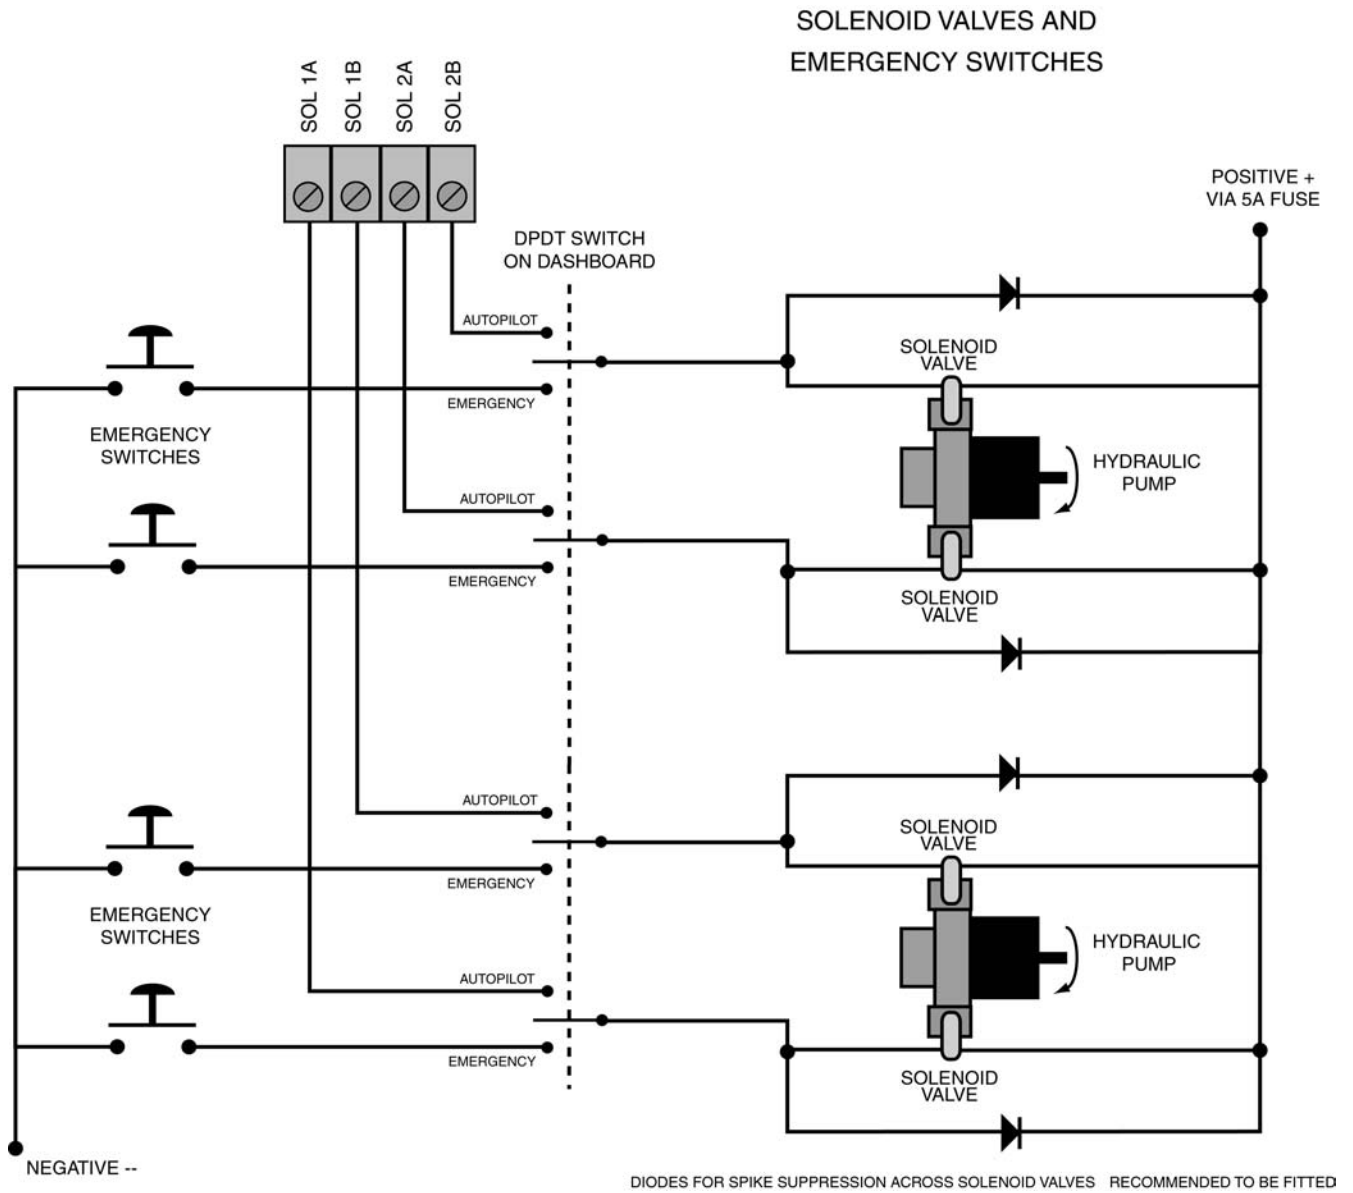 SOLENOID VALVES AND
EMERGENCY SWITCHES
SOL 1A
SOL 1B
SOL 2A
SOL 2B
POSITIVE +
VIA 5A FUSE
DPDT SWITCH
ON DASHBOARD
AUTOPILOT
SOLENOID
VALVE
EMERGENCY
EMERGENCY
SWITCHES
HYDRAULIC
PUMP
AUTOPILOT
EMERGENCY
SOLENOID
VALVE
AUTOPILOT
SOLENOID
VALVE
EMERGENCY
EMERGENCY
SWITCHES
HYDRAULIC
PUMP
AUTOPILOT
EMERGENCY
SOLENOID
VALVE
NEGATIVE --
DIODES FOR SPIKE SUPPRESSION ACROSS SOLENOID VALVES RECOMMENDED TO BE FITTED